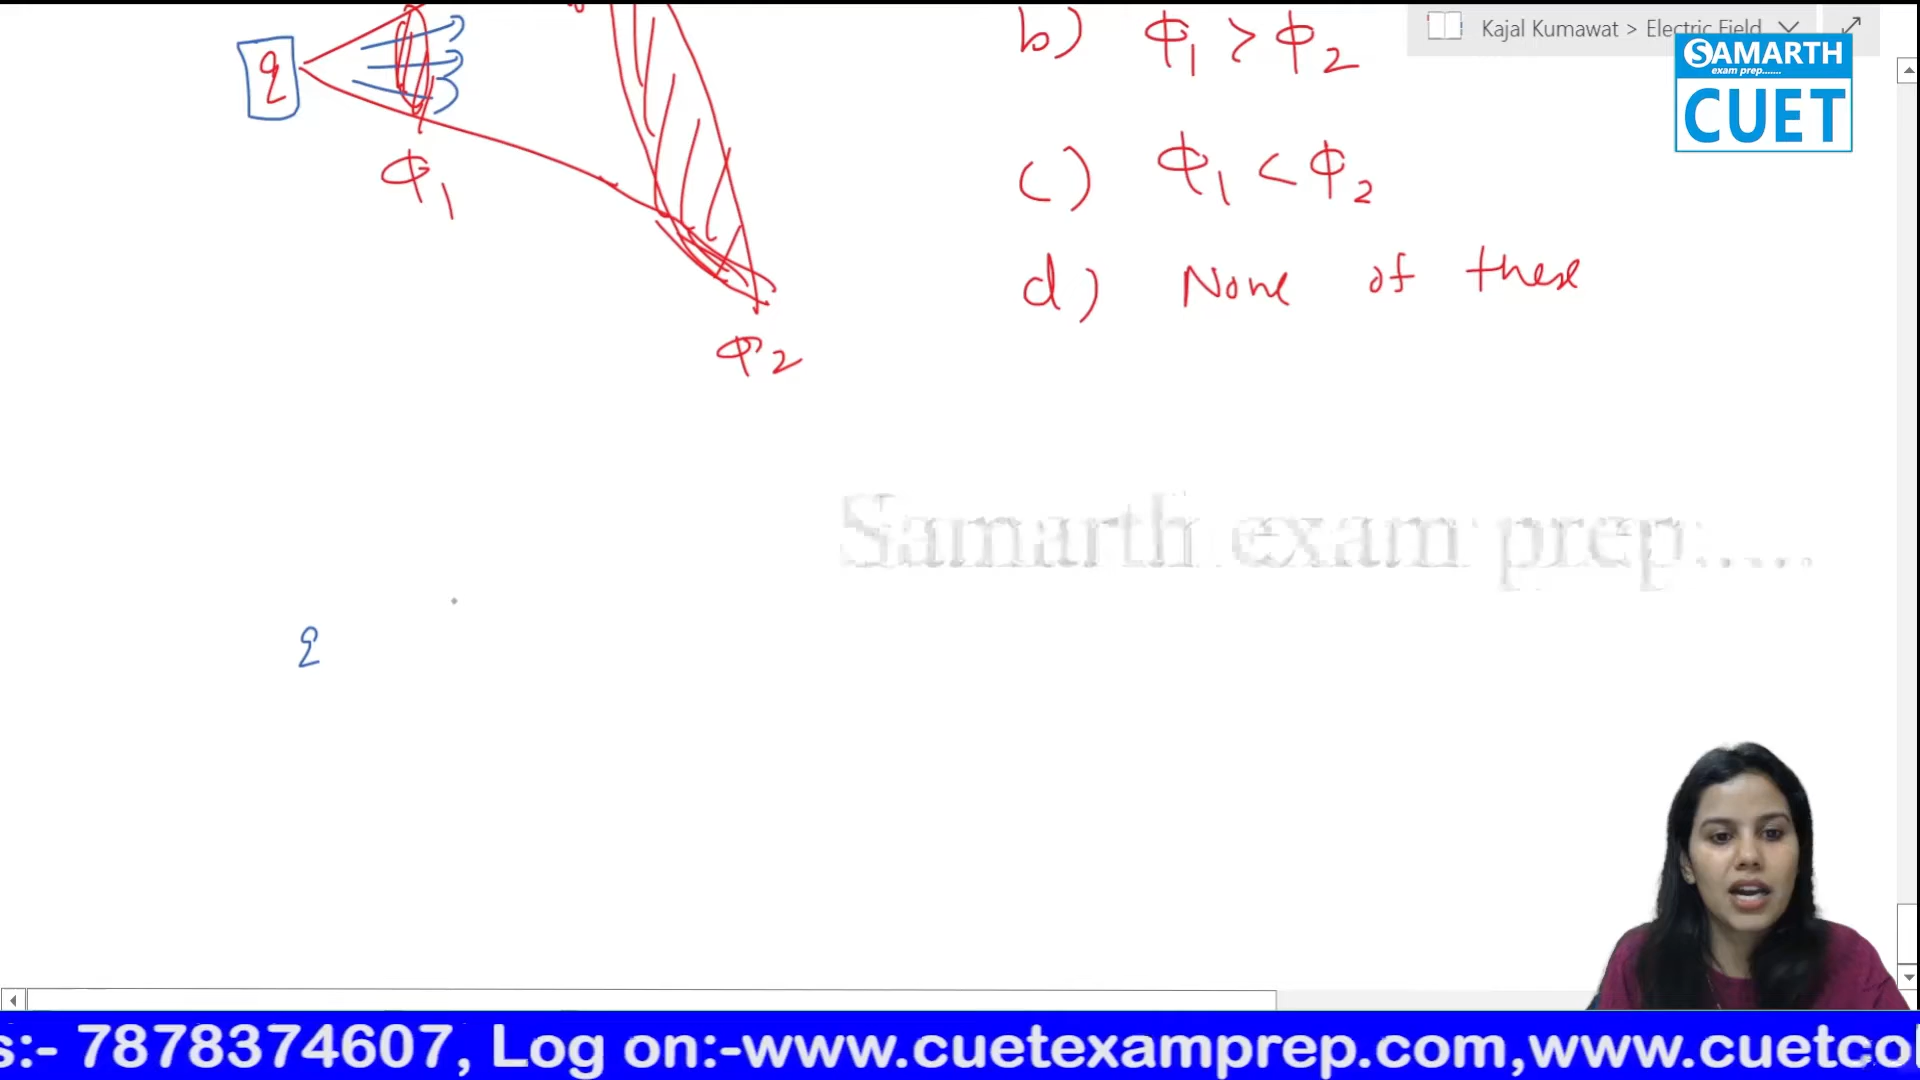 Kajal Kumawat > Electric Field
SAMARTH
exam prep.......
CUET
q
b) Φ1 > Φ2
Φ1
c) Φ1 < Φ2
d) None of these
Φ2
Samarth exam prep.....
q
s:- 7878374607, Log on:-www.cuetexamprep.com,www.cuetcol